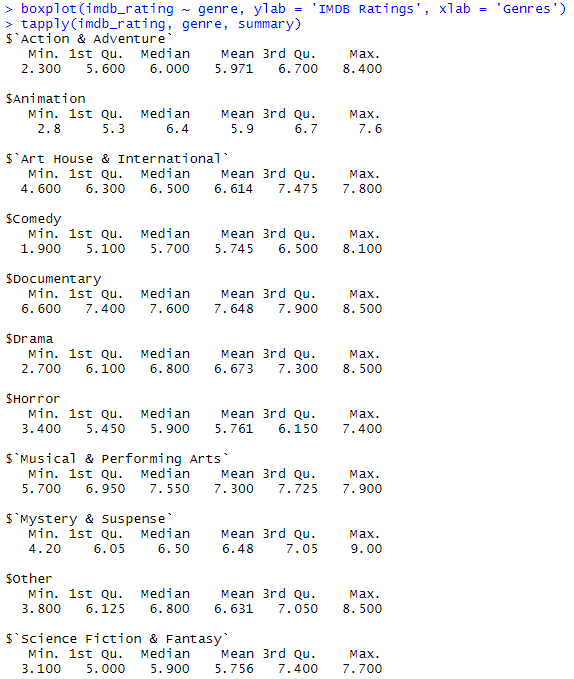 > boxplot(imdb_rating ~ genre, ylab = 'IMDB Ratings', xlab = 'Genres')
> tapply(imdb_rating, genre, summary)
$`Action & Adventure`
   Min. 1st Qu.  Median    Mean 3rd Qu.    Max.
  2.300   5.600   6.000   5.971   6.700   8.400

$Animation
   Min. 1st Qu.  Median    Mean 3rd Qu.    Max.
    2.8     5.3     6.4     5.9     6.7     7.6

$`Art House & International`
   Min. 1st Qu.  Median    Mean 3rd Qu.    Max.
  4.600   6.300   6.500   6.614   7.475   7.800

$Comedy
   Min. 1st Qu.  Median    Mean 3rd Qu.    Max.
  1.900   5.100   5.700   5.745   6.500   8.100

$Documentary
   Min. 1st Qu.  Median    Mean 3rd Qu.    Max.
  6.600   7.400   7.600   7.648   7.900   8.500

$Drama
   Min. 1st Qu.  Median    Mean 3rd Qu.    Max.
  2.700   6.100   6.800   6.673   7.300   8.500

$Horror
   Min. 1st Qu.  Median    Mean 3rd Qu.    Max.
  3.400   5.450   5.900   5.761   6.150   7.400

$`Musical & Performing Arts`
   Min. 1st Qu.  Median    Mean 3rd Qu.    Max.
  5.700   6.950   7.550   7.300   7.725   7.900

$`Mystery & Suspense`
   Min. 1st Qu.  Median    Mean 3rd Qu.    Max.
   4.20    6.05    6.50    6.48    7.05    9.00

$Other
   Min. 1st Qu.  Median    Mean 3rd Qu.    Max.
  3.800   6.125   6.800   6.631   7.050   8.500

$`Science Fiction & Fantasy`
   Min. 1st Qu.  Median    Mean 3rd Qu.    Max.
  3.100   5.000   5.900   5.756   7.400   7.700